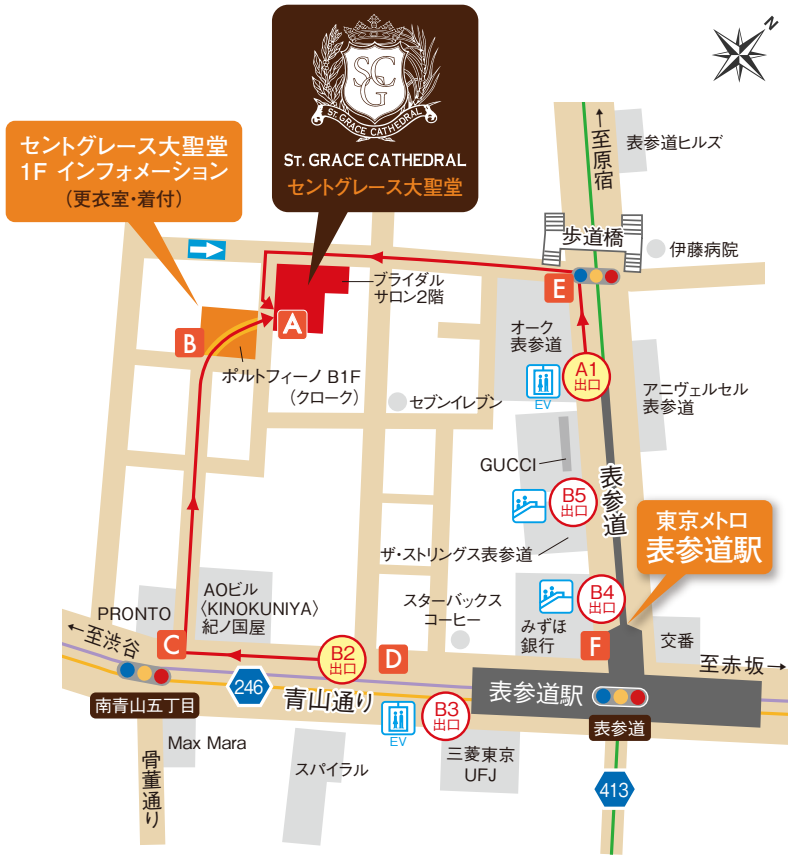 N
SCG
ST. GRACE CATHEDRAL
ST. GRACE CATHEDRAL
セントグレース大聖堂
セントグレース大聖堂
1F インフォメーション
(更衣室・着付)
↑至原宿
表参道ヒルズ
歩道橋
伊藤病院
E
ブライダル
サロン2階
A
B
ポルトフィーノ B1F
(クローク)
オーク
表参道
A1
出口
EV
アニヴェルセル
表参道
セブンイレブン
GUCCI
B5
出口
表参道
ザ・ストリングス表参道
東京メトロ
表参道駅
B4
出口
みずほ
銀行
F
交番
スターバックス
コーヒー
AOビル
〈KINOKUNIYA〉
紀ノ国屋
PRONTO
←至渋谷
C
B2
出口
D
至赤坂→
246
青山通り
表参道駅
南青山五丁目
EV
B3
出口
表参道
Max Mara
骨董通り
スパイラル
三菱東京
UFJ
413